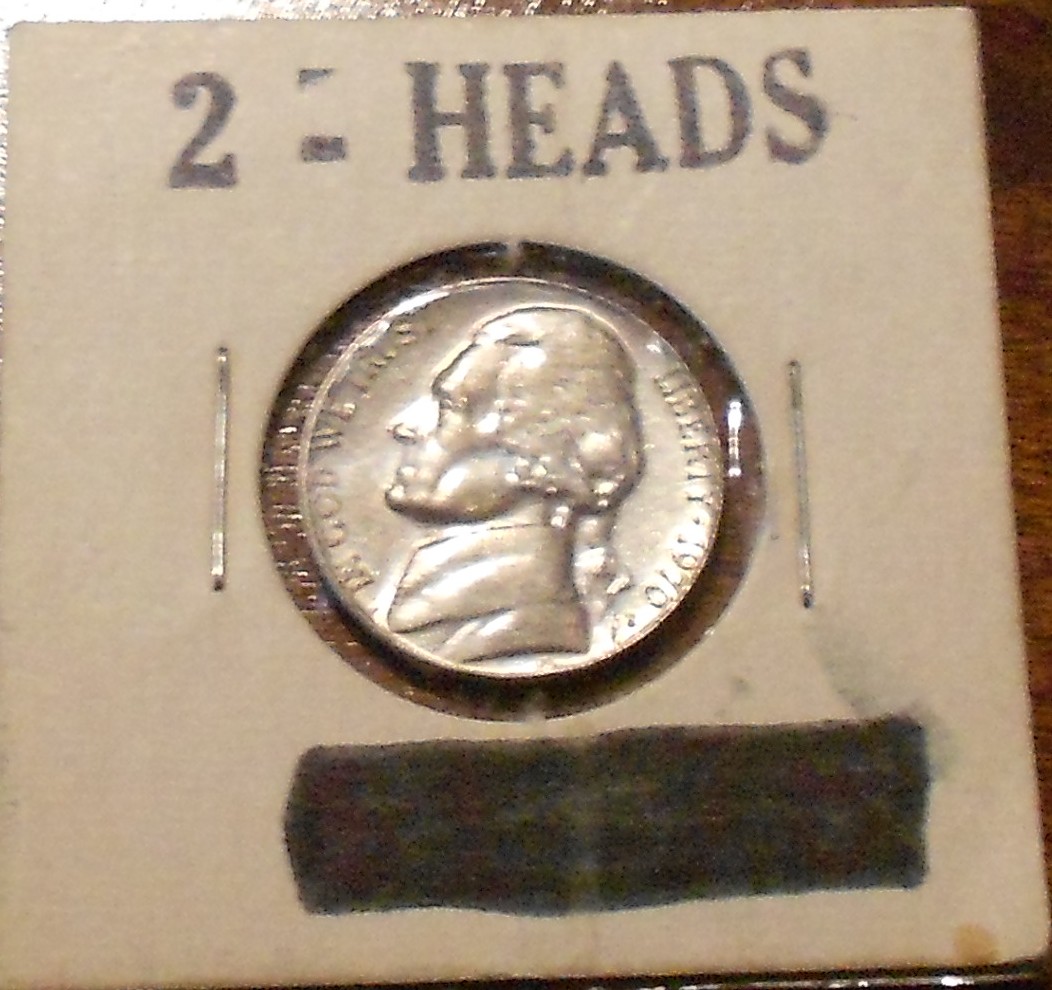 2 - HEADS
IN GOD WE TRUST
LIBERTY · 1970